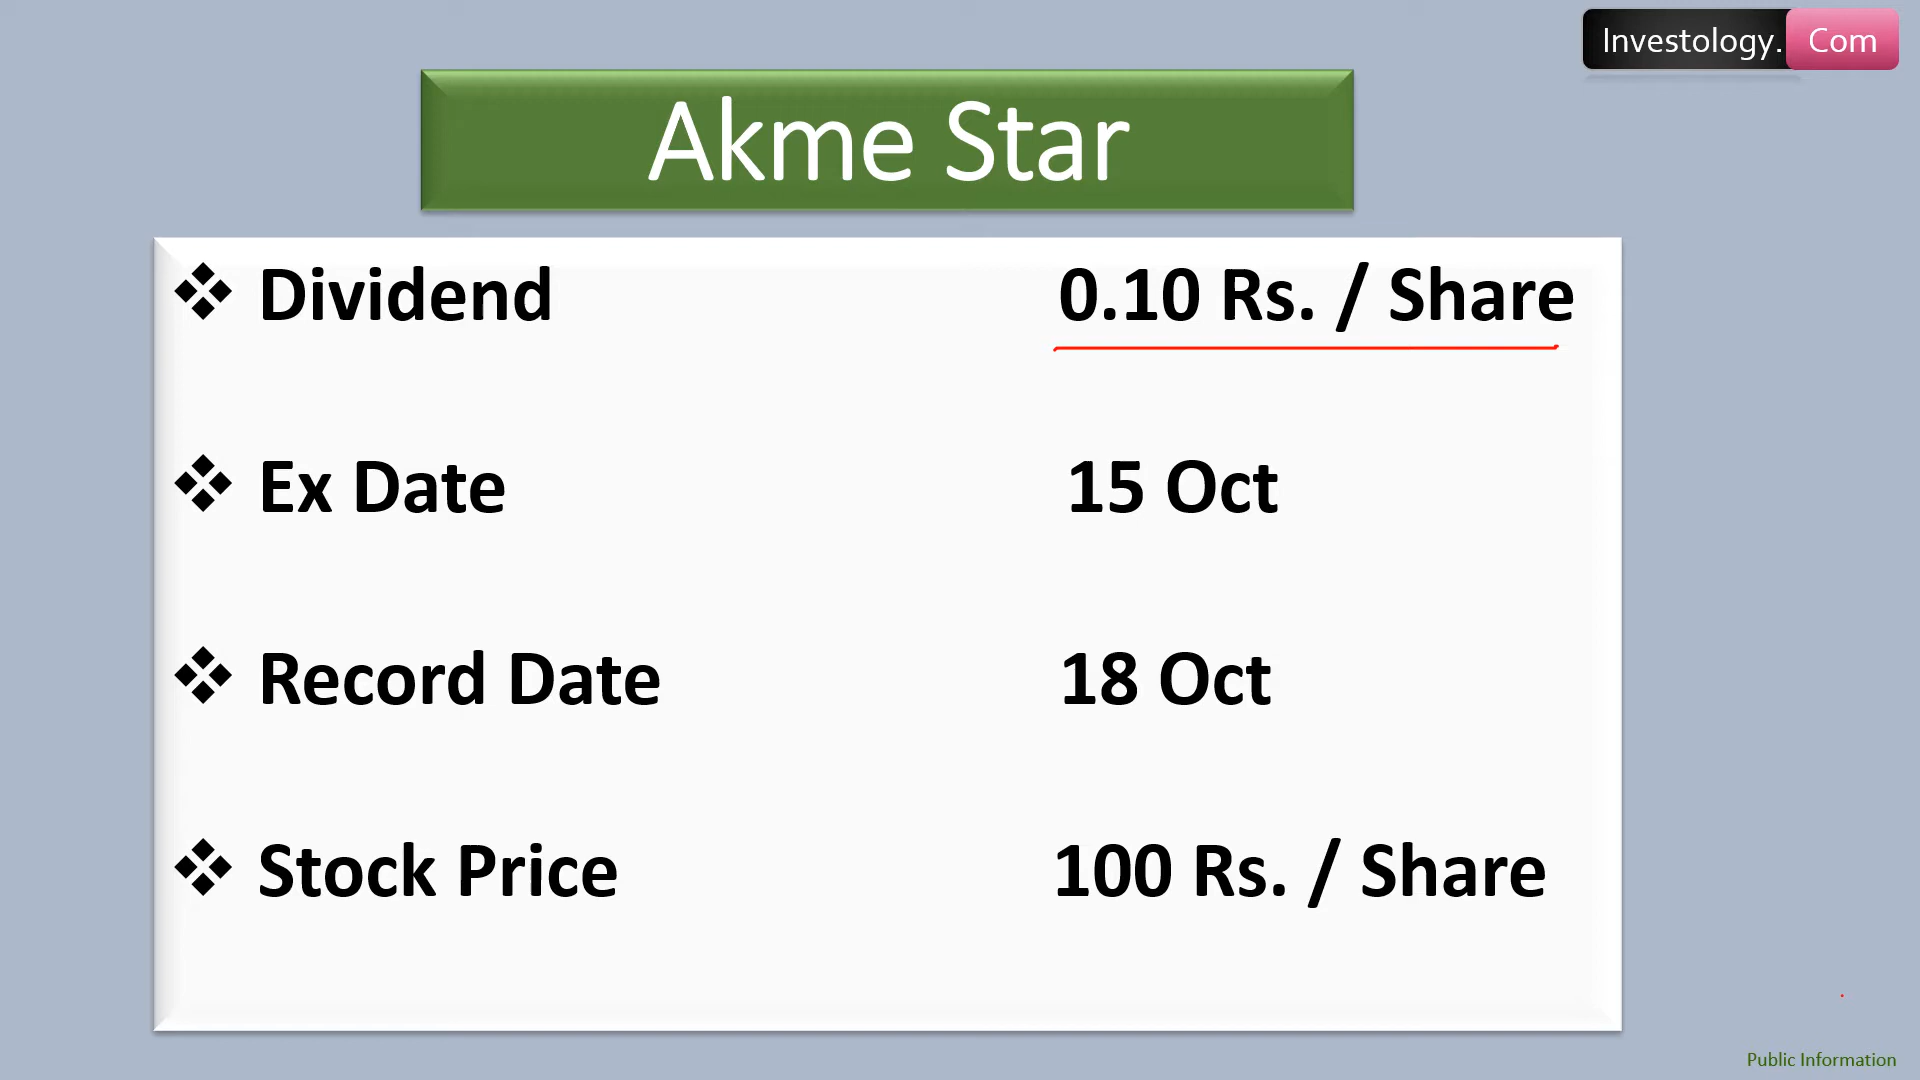 Investology. Com
Akme Star
❖ Dividend 0.10 Rs. / Share
❖ Ex Date 15 Oct
❖ Record Date 18 Oct
❖ Stock Price 100 Rs. / Share
Public Information